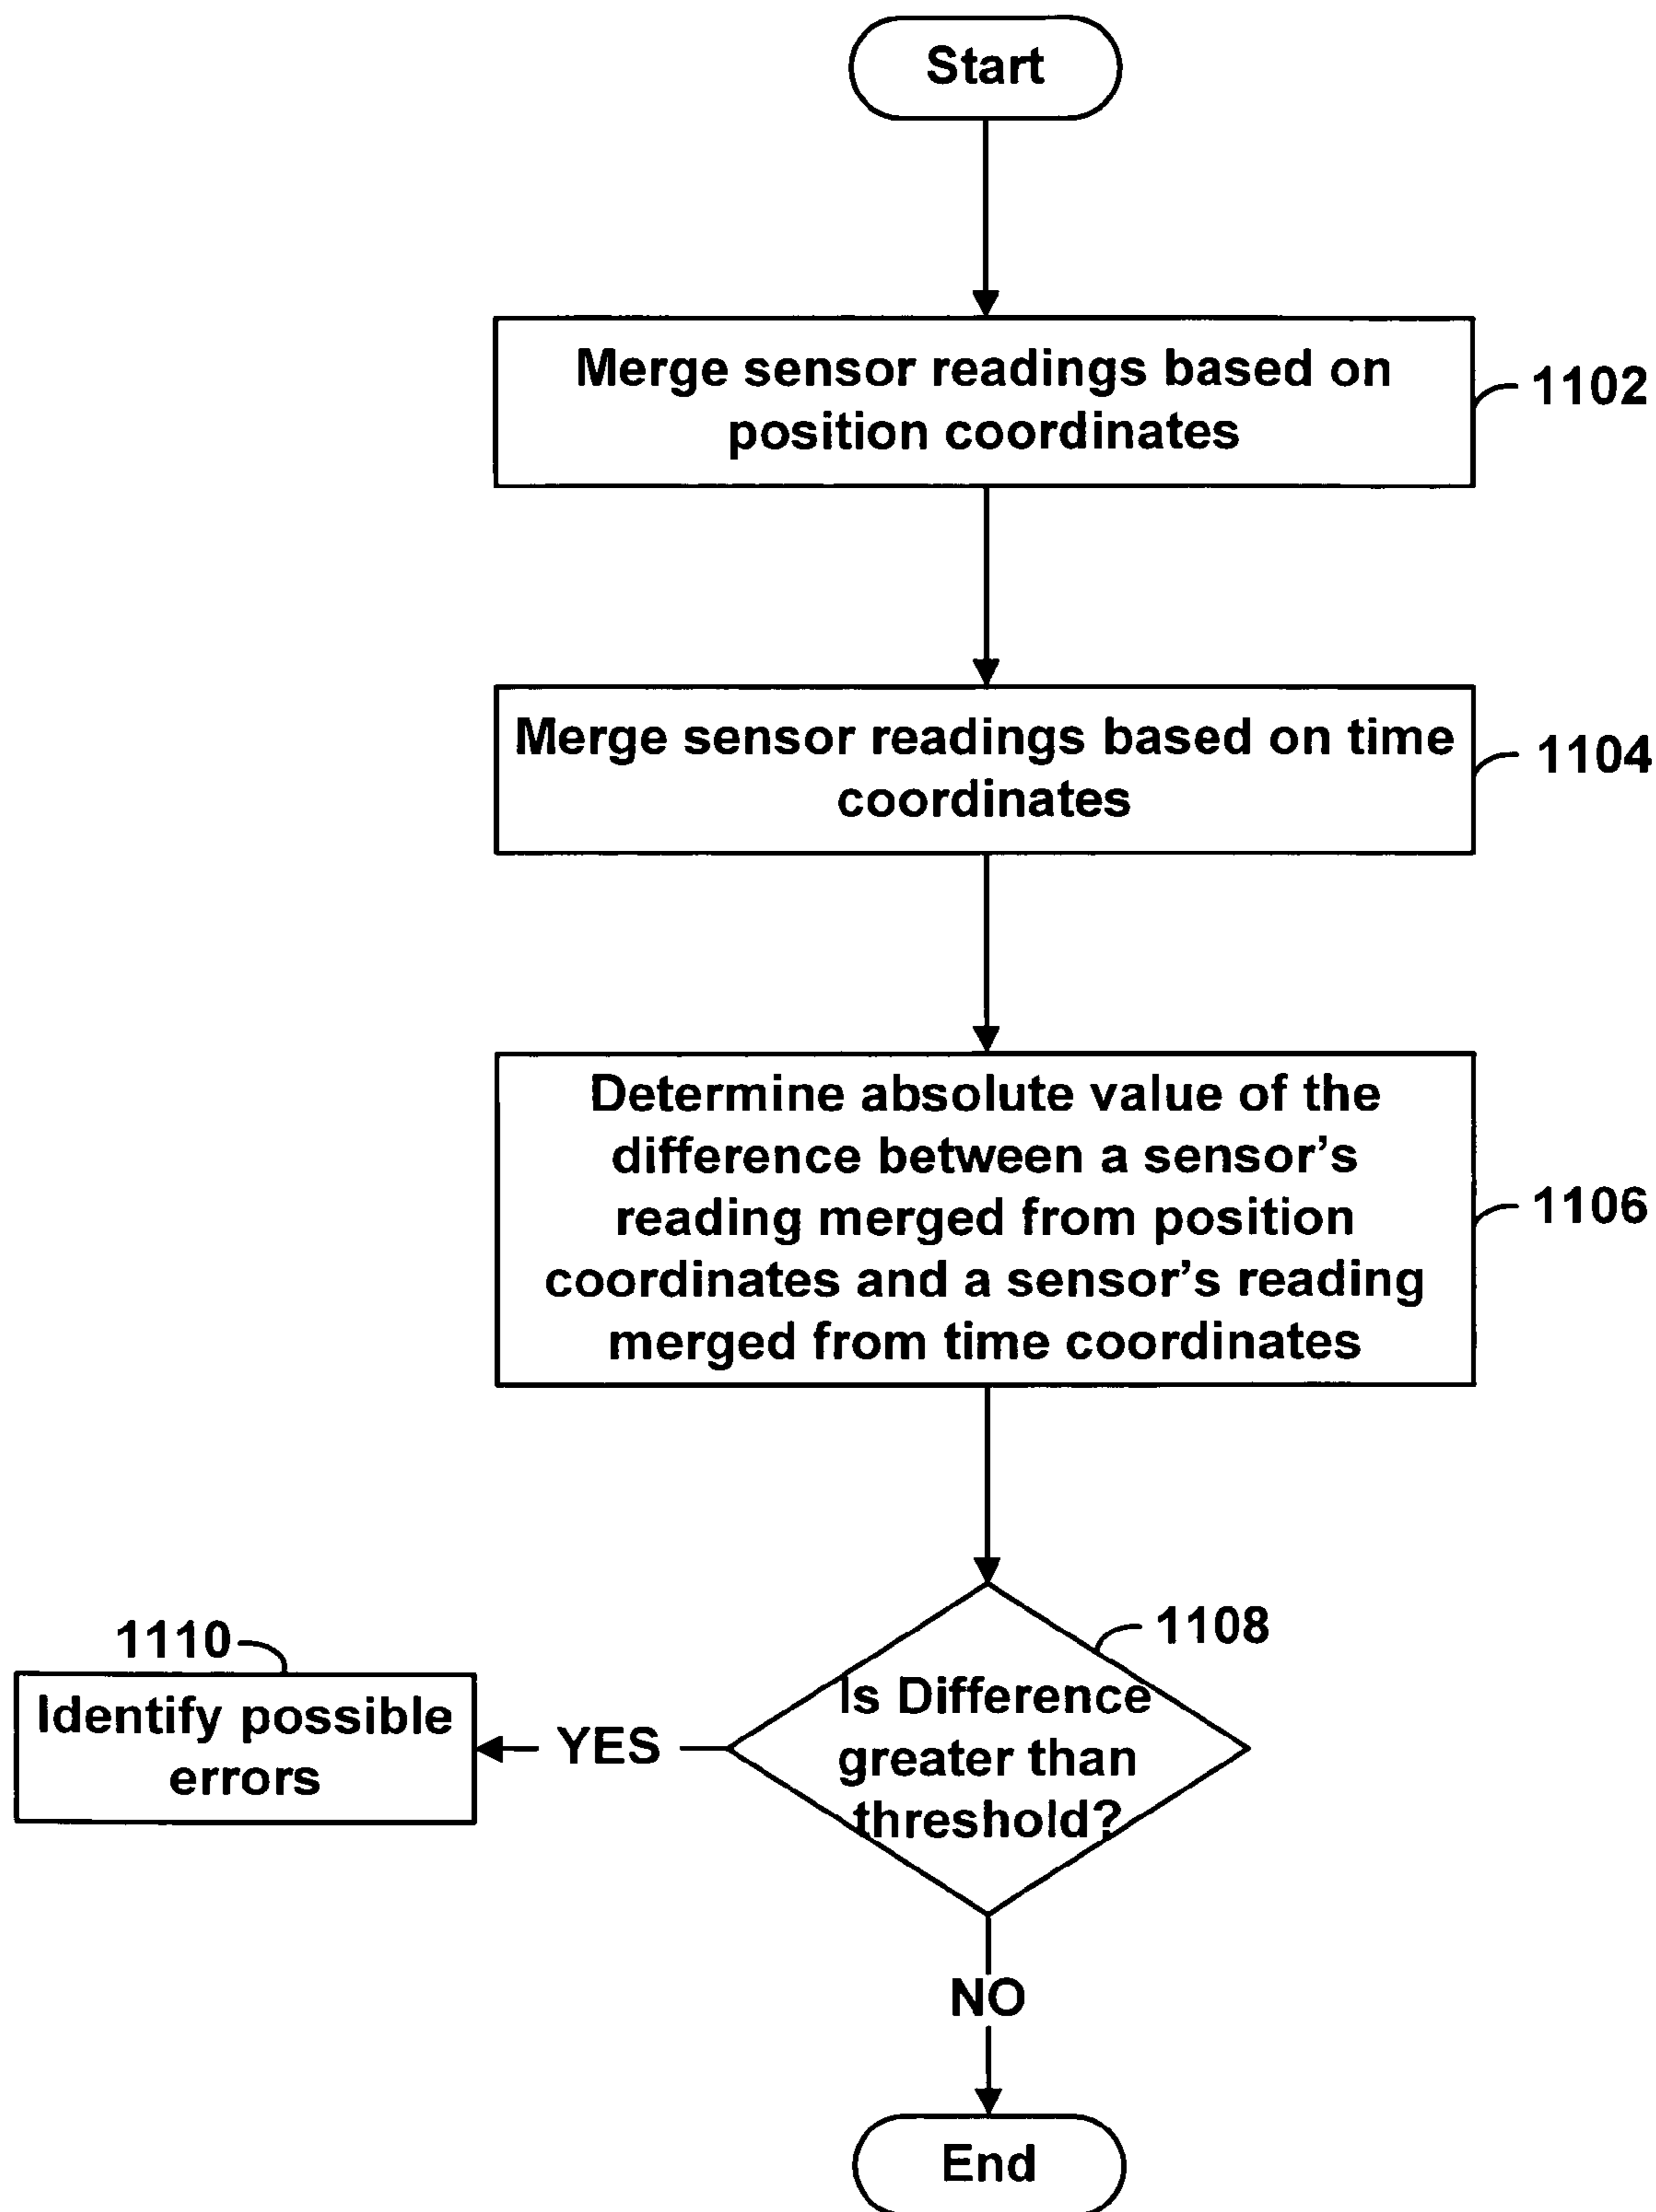 Start
Merge sensor readings based on
position coordinates
1102
Merge sensor readings based on time
coordinates
1104
Determine absolute value of the
difference between a sensor's
reading merged from position
coordinates and a sensor's reading
merged from time coordinates
1106
1108
Is Difference
greater than
threshold?
YES
1110
Identify possible
errors
NO
End